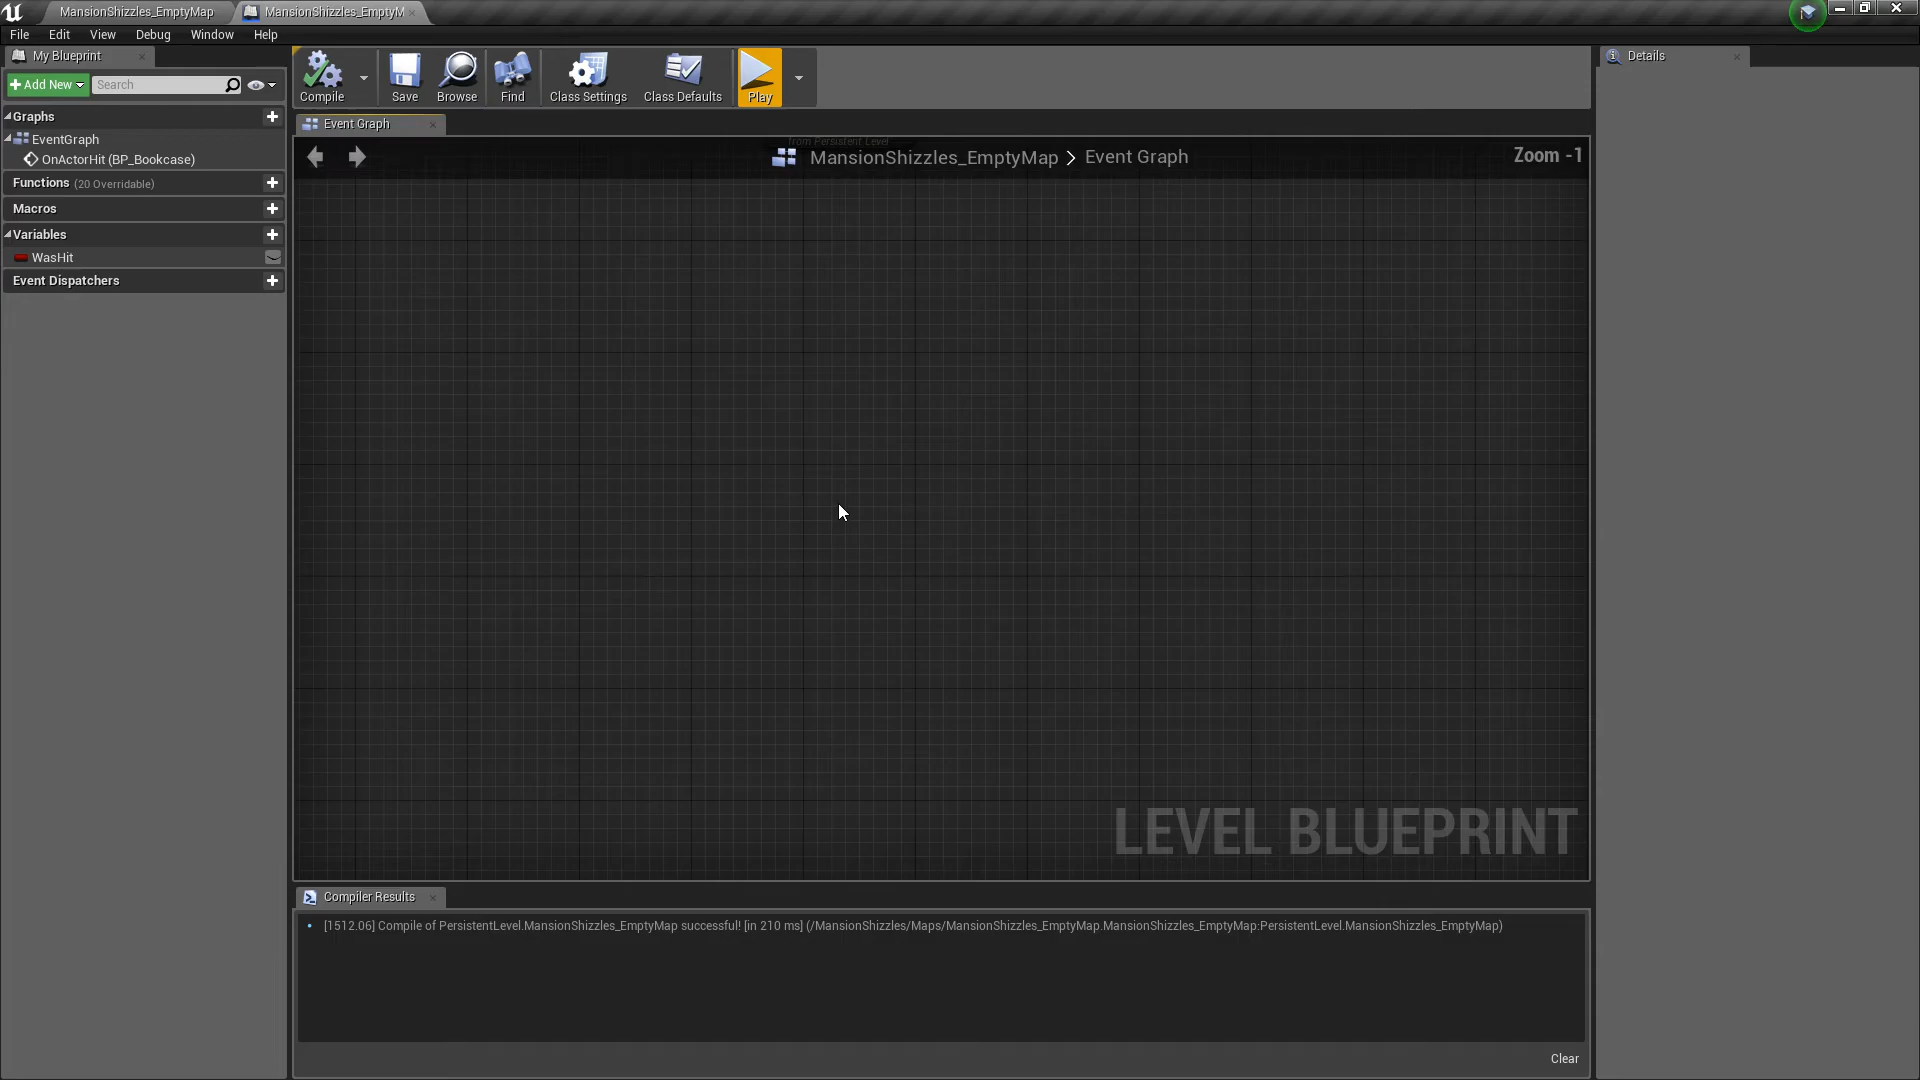 MansionShizzles_EmptyMap
MansionShizzles_EmptyM
File Edit View Debug Window Help
My Blueprint
Details
Add New
Search
Compile
Save
Browse
Find
Class Settings
Class Defaults
Play
Graphs
EventGraph
OnActorHit (BP_Bookcase)
Functions (20 Overridable)
Macros
Variables
WasHit
Event Dispatchers
Event Graph
from Persistent Level
MansionShizzles_EmptyMap > Event Graph
Zoom -1
LEVEL BLUEPRINT
Compiler Results
[1512.06] Compile of PersistentLevel.MansionShizzles_EmptyMap successful! [in 210 ms] (/MansionShizzles/Maps/MansionShizzles_EmptyMap.MansionShizzles_EmptyMap:PersistentLevel.MansionShizzles_EmptyMap)
Clear